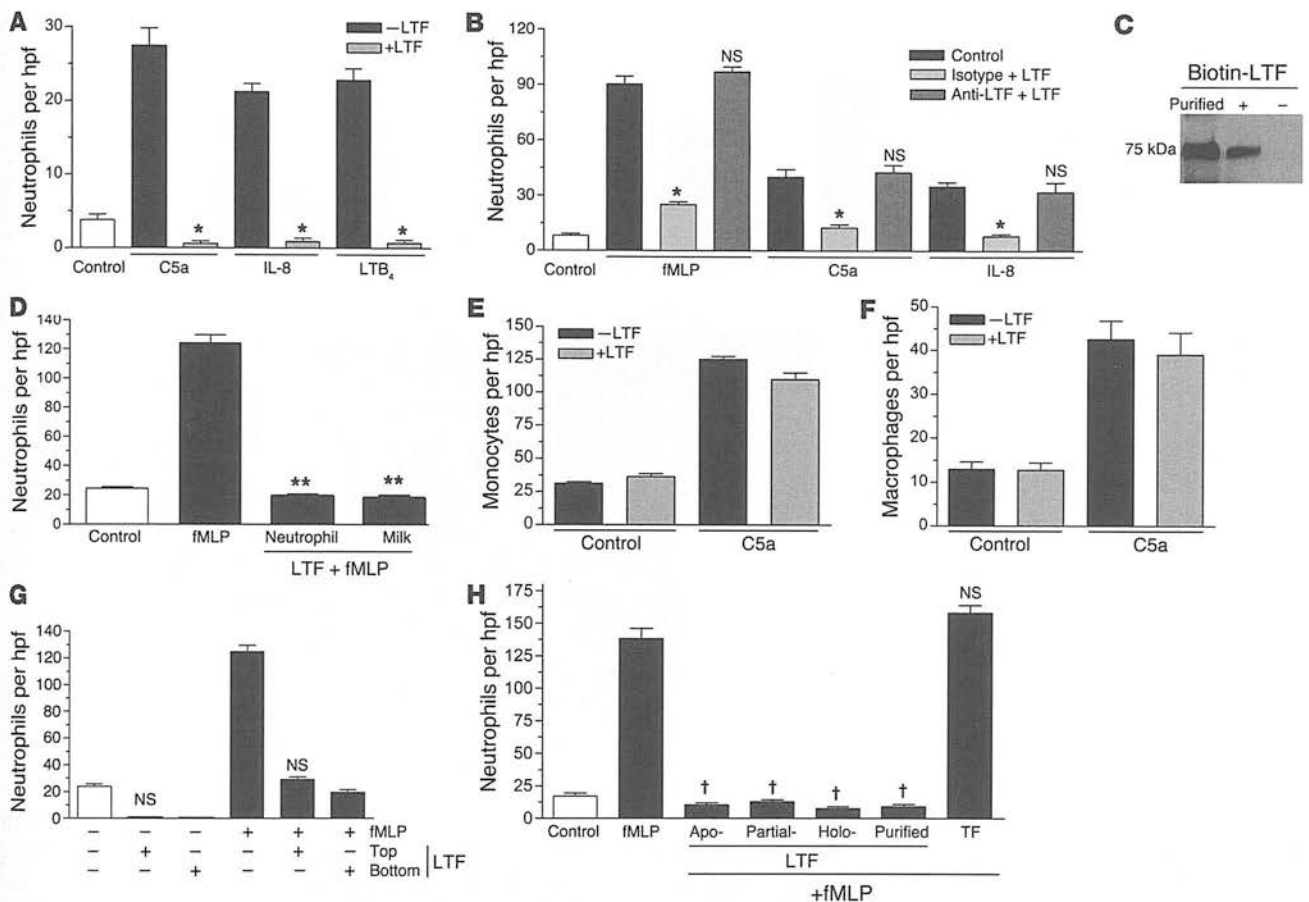 A
Neutrophils per hpf
30
20
10
0
–LTF
+LTF
*
*
*
Control
C5a
IL-8
LTB4
B
Neutrophils per hpf
120
90
60
30
0
NS
NS
NS
*
*
*
Control
Isotype + LTF
Anti-LTF + LTF
Control
fMLP
C5a
IL-8
C
Biotin-LTF
Purified + –
75 kDa
D
Neutrophils per hpf
140
120
100
80
60
40
20
0
**
**
Control
fMLP
Neutrophil
Milk
LTF + fMLP
E
Monocytes per hpf
150
125
100
75
50
25
0
–LTF
+LTF
Control
C5a
F
Macrophages per hpf
50
40
30
20
10
0
–LTF
+LTF
Control
C5a
G
Neutrophils per hpf
140
120
100
80
60
40
20
0
NS
NS
– – – + + + fMLP
– + – – + – Top
– – + – – + Bottom
LTF
H
Neutrophils per hpf
175
150
125
100
75
50
25
0
†
†
†
†
NS
Control
fMLP
Apo-
Partial-
Holo-
Purified
TF
LTF
+fMLP